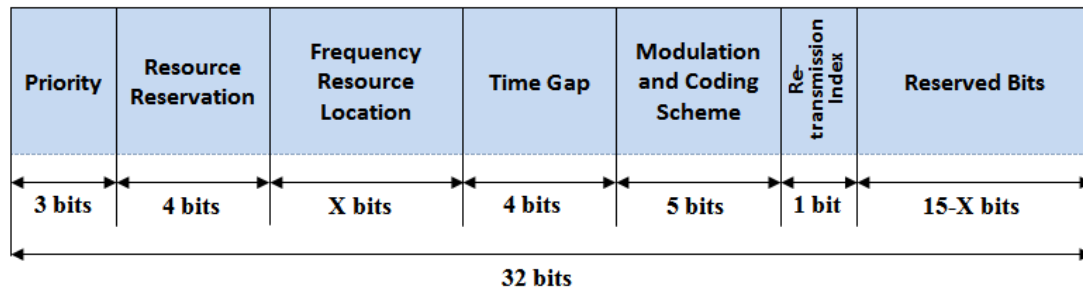 Priority
Resource
Reservation
Frequency
Resource
Location
Time Gap
Modulation
and Coding
Scheme
Re-
transmission
Index
Reserved Bits
3 bits
4 bits
X bits
4 bits
5 bits
1 bit
15-X bits
32 bits